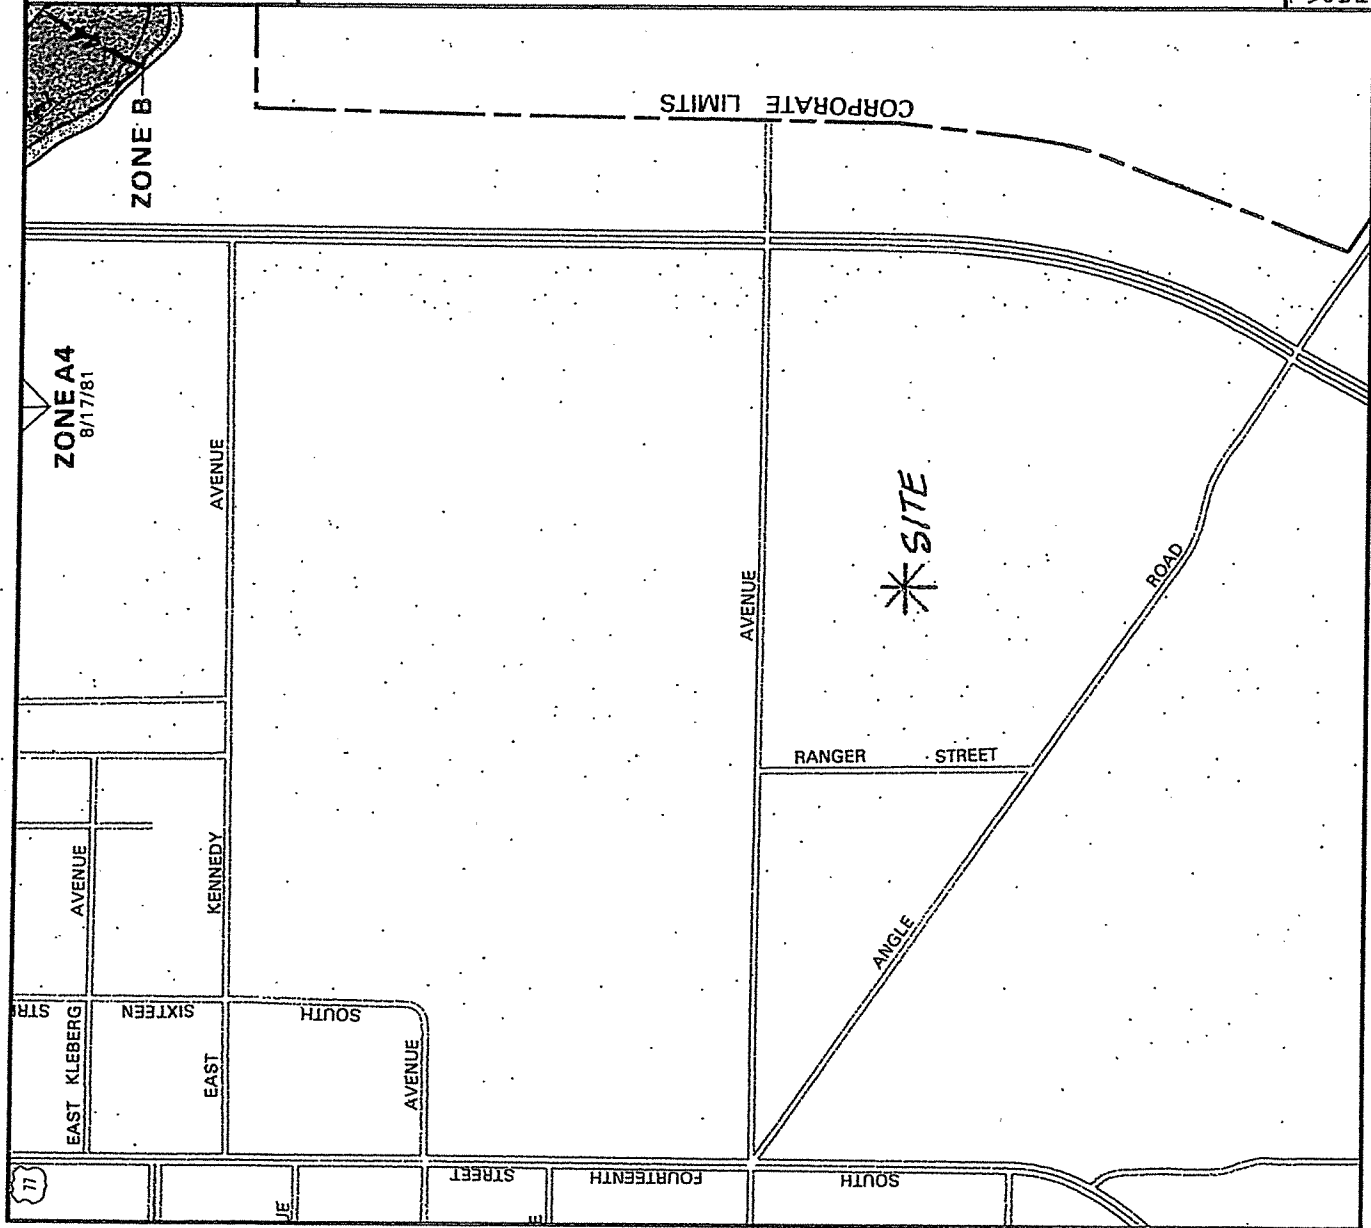 ZONE B
CORPORATE LIMITS
ZONE A4
8/17/81
AVENUE
SITE
AVENUE
ROAD
RANGER STREET
AVENUE
KENNEDY
ANGLE
SIXTEEN
SOUTH
EAST KLEBERG
EAST
AVENUE
77
STREET
FOURTEENTH
SOUTH